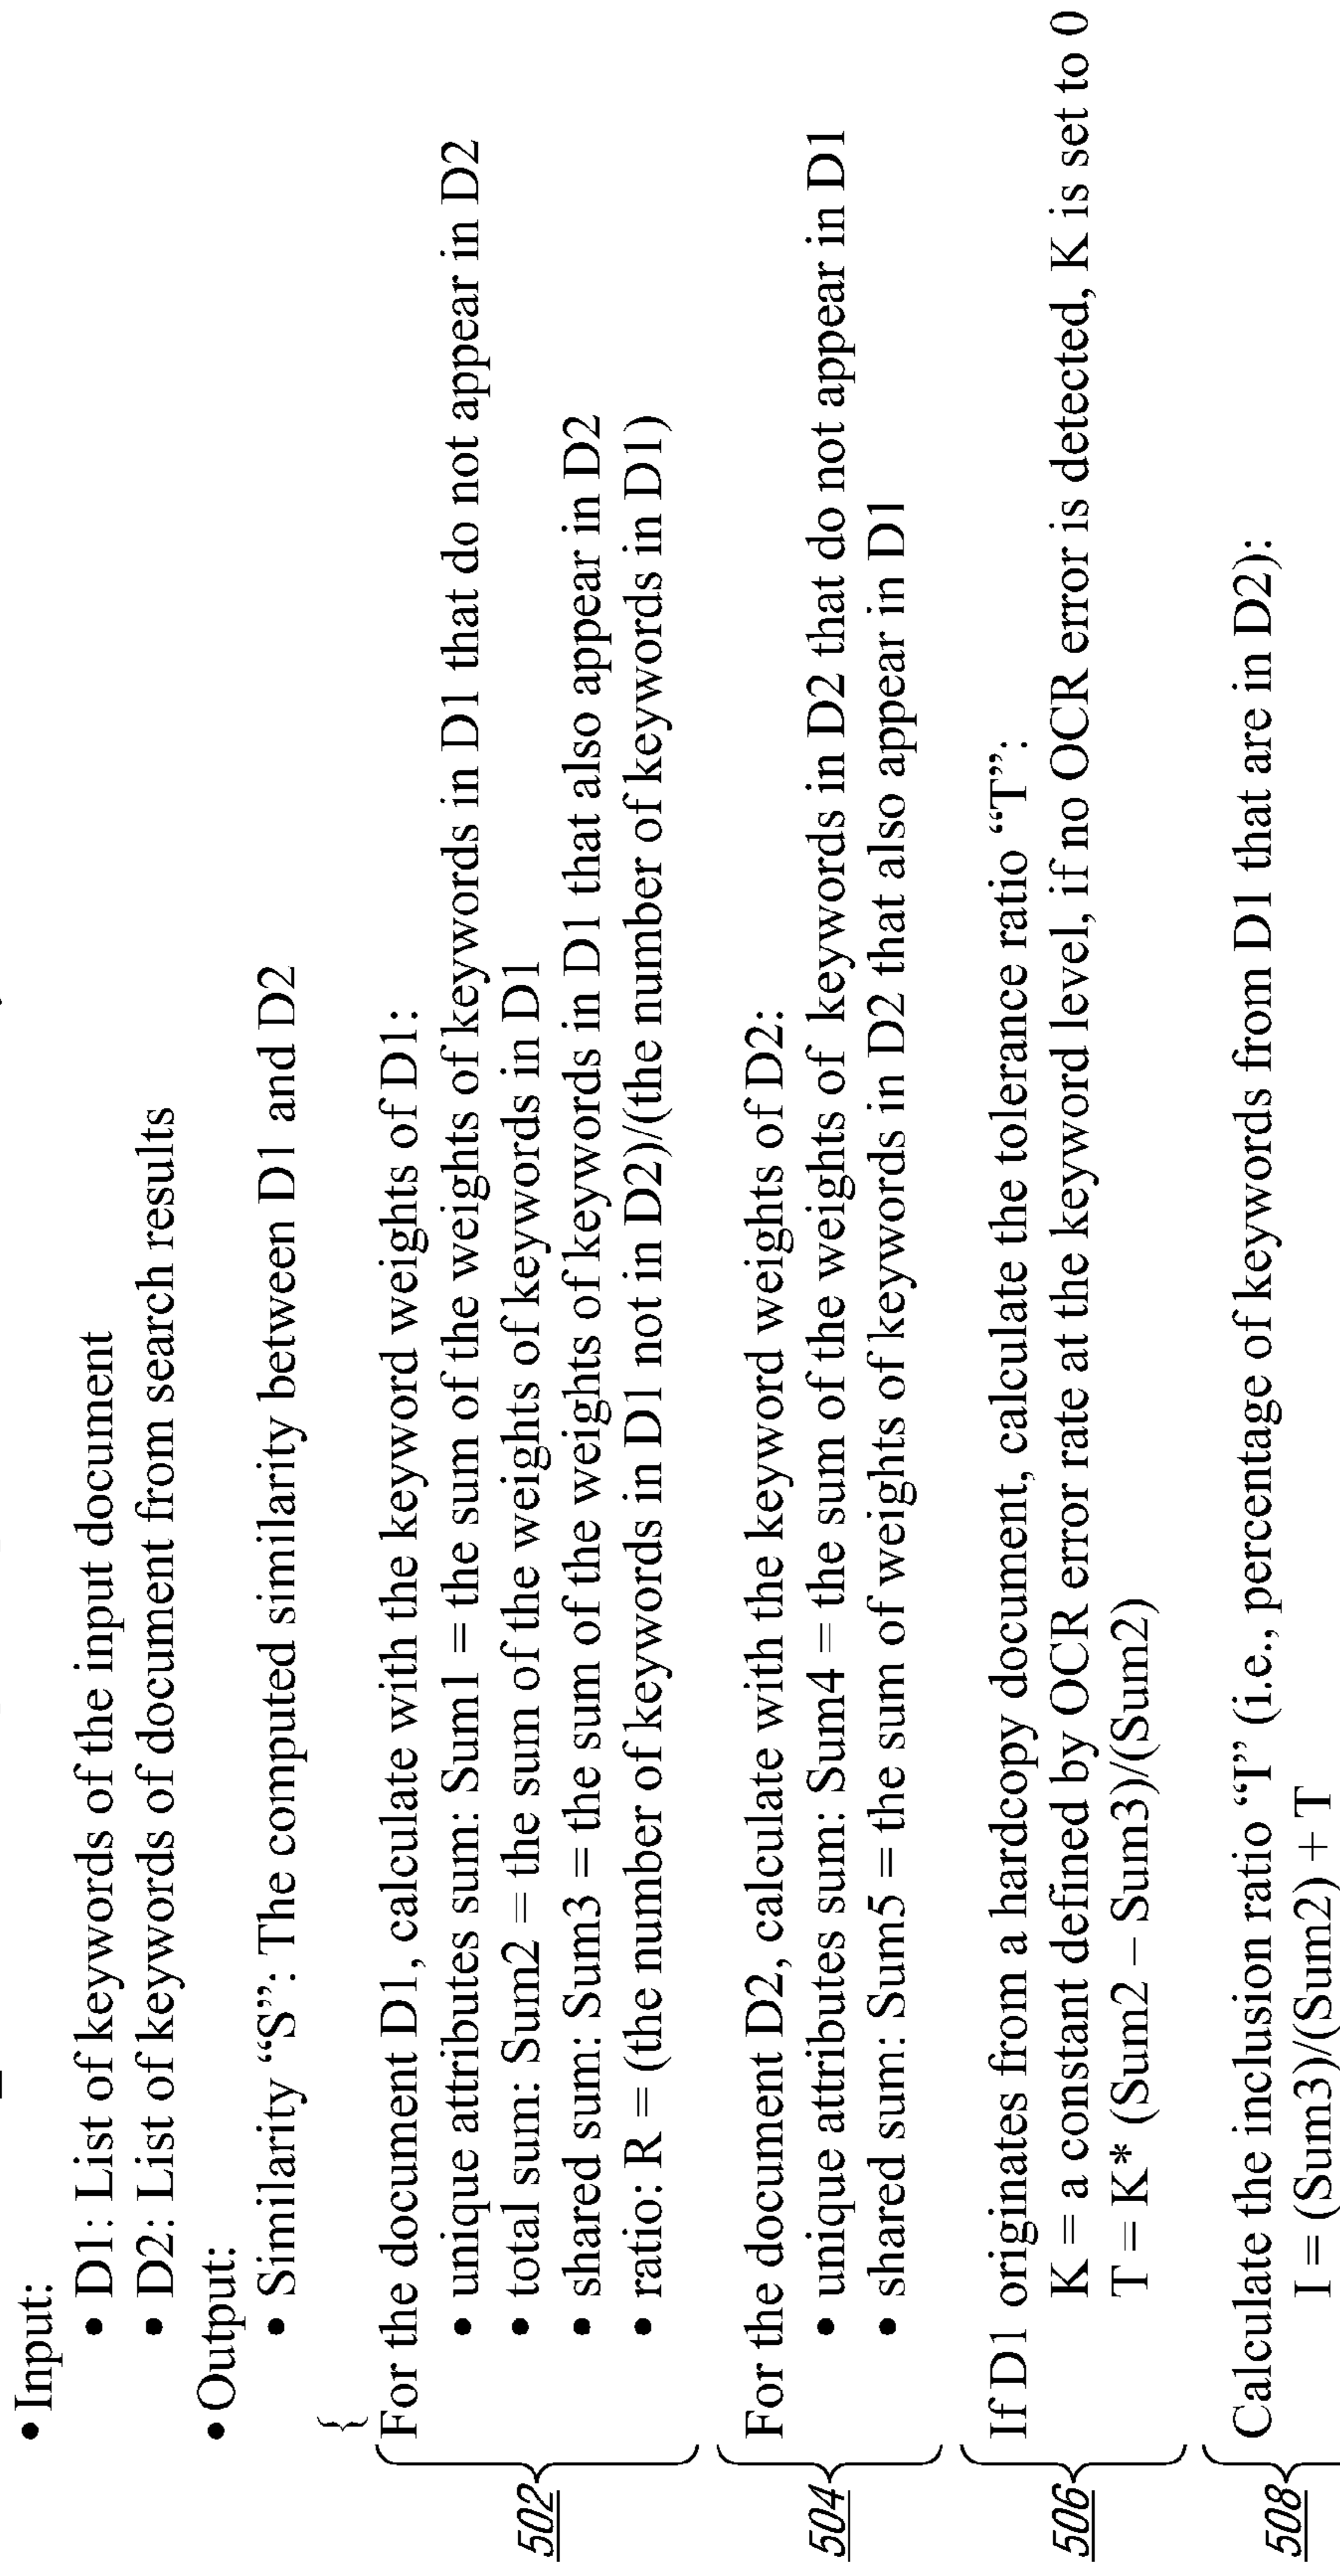 • Input:
• D1: List of keywords of the input document
• D2: List of keywords of document from search results
• Output:
• Similarity “S”: The computed similarity between D1 and D2
{
For the document D1, calculate with the keyword weights of D1:
• unique attributes sum: Sum1 = the sum of the weights of keywords in D1 that do not appear in D2
• total sum: Sum2 = the sum of the weights of keywords in D1
• shared sum: Sum3 = the sum of the weights of keywords in D1 that also appear in D2
• ratio: R = (the number of keywords in D1 not in D2)/(the number of keywords in D1)
502
For the document D2, calculate with the keyword weights of D2:
• unique attributes sum: Sum4 = the sum of the weights of keywords in D2 that do not appear in D1
• shared sum: Sum5 = the sum of weights of keywords in D2 that also appear in D1
504
If D1 originates from a hardcopy document, calculate the tolerance ratio “T”:
K = a constant defined by OCR error rate at the keyword level, if no OCR error is detected, K is set to 0
T = K* (Sum2 – Sum3)/(Sum2)
506
Calculate the inclusion ratio “I” (i.e., percentage of keywords from D1 that are in D2):
I = (Sum3)/(Sum2) + T
508